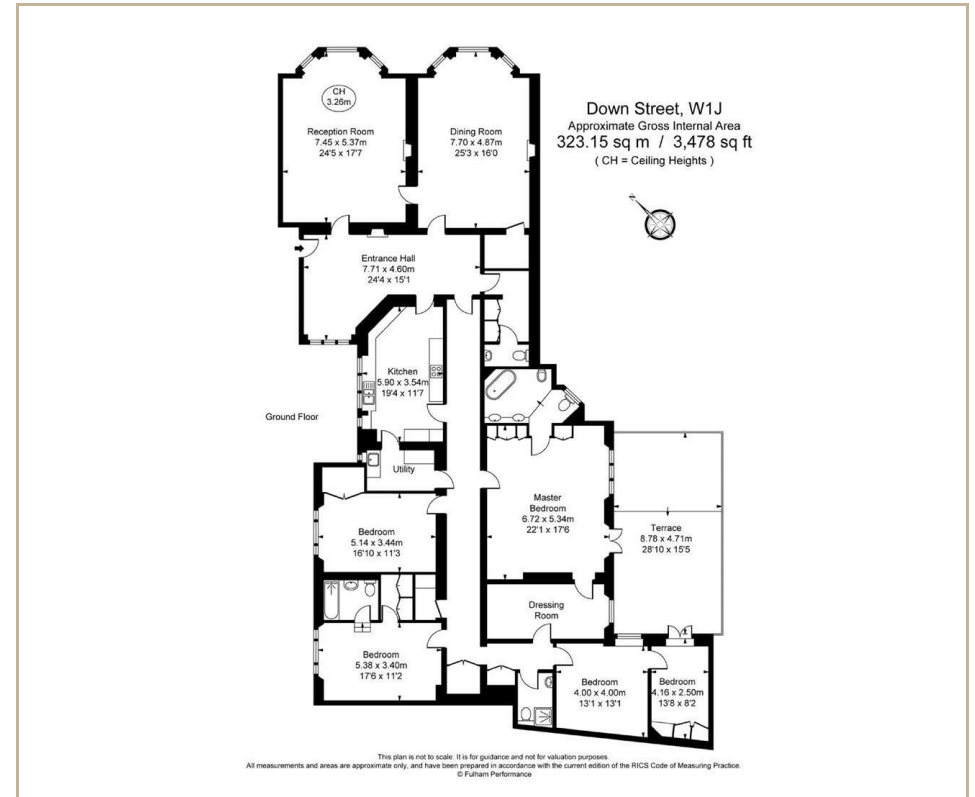 Down Street, W1J
Approximate Gross Internal Area
323.15 sq m / 3,478 sq ft
( CH = Ceiling Heights )
N
CH
3.26m
Reception Room
7.45 x 5.37m
24'5 x 17'7
Dining Room
7.70 x 4.87m
25'3 x 16'0
Entrance Hall
7.71 x 4.60m
24'4 x 15'1
Kitchen
5.90 x 3.54m
19'4 x 11'7
Ground Floor
Utility
Master
Bedroom
6.72 x 5.34m
22'1 x 17'6
Terrace
8.78 x 4.71m
28'10 x 15'5
Bedroom
5.14 x 3.44m
16'10 x 11'3
Dressing
Room
Bedroom
5.38 x 3.40m
17'6 x 11'2
Bedroom
4.00 x 4.00m
13'1 x 13'1
Bedroom
4.16 x 2.50m
13'8 x 8'2
This plan is not to scale. It is for guidance and not for valuation purposes.
All measurements and areas are approximate only, and have been prepared in accordance with the current edition of the RICS Code of Measuring Practice.
© Fulham Performance